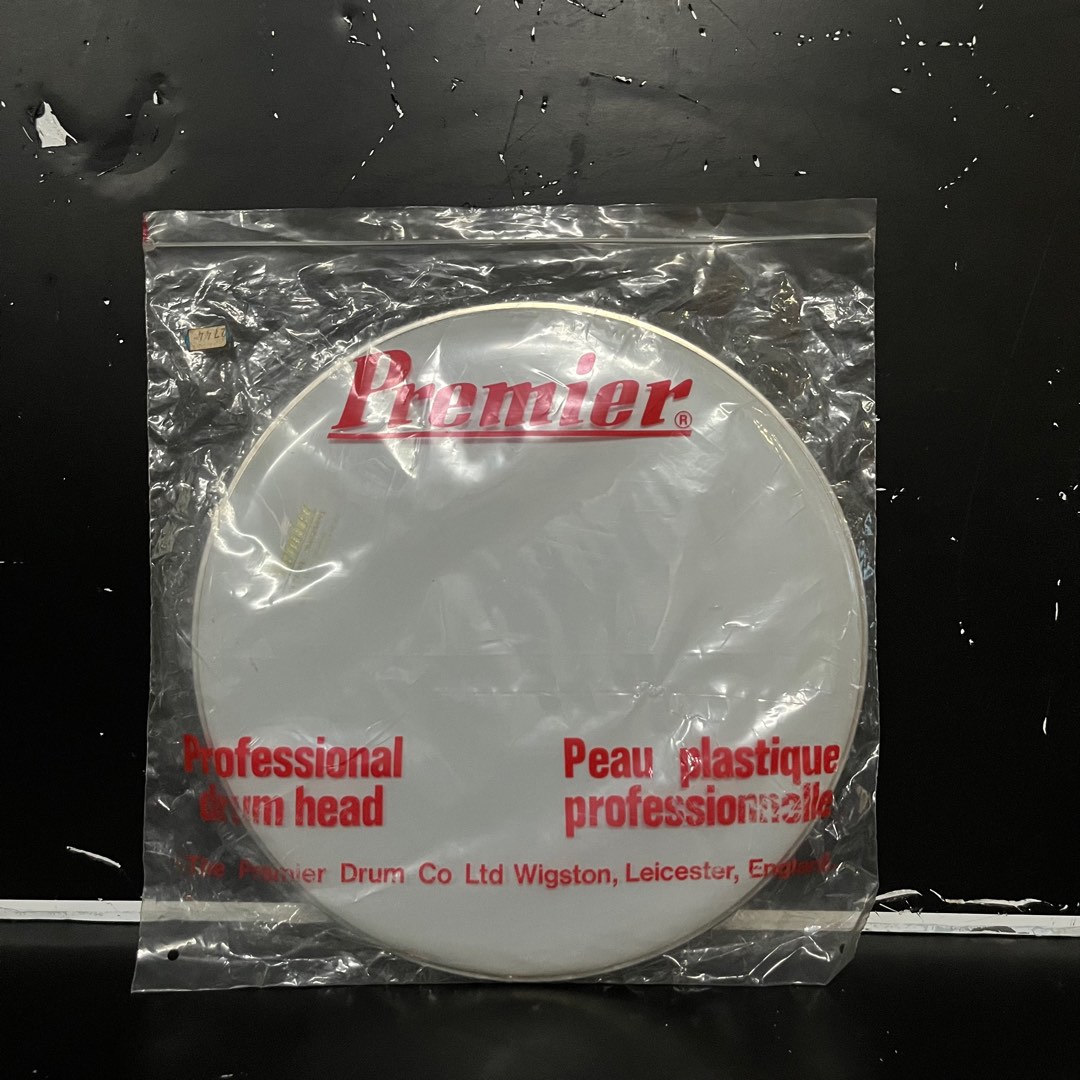 Premier®
Professional
drum head
Peau plastique
professionnelle
The Premier Drum Co Ltd Wigston, Leicester, England